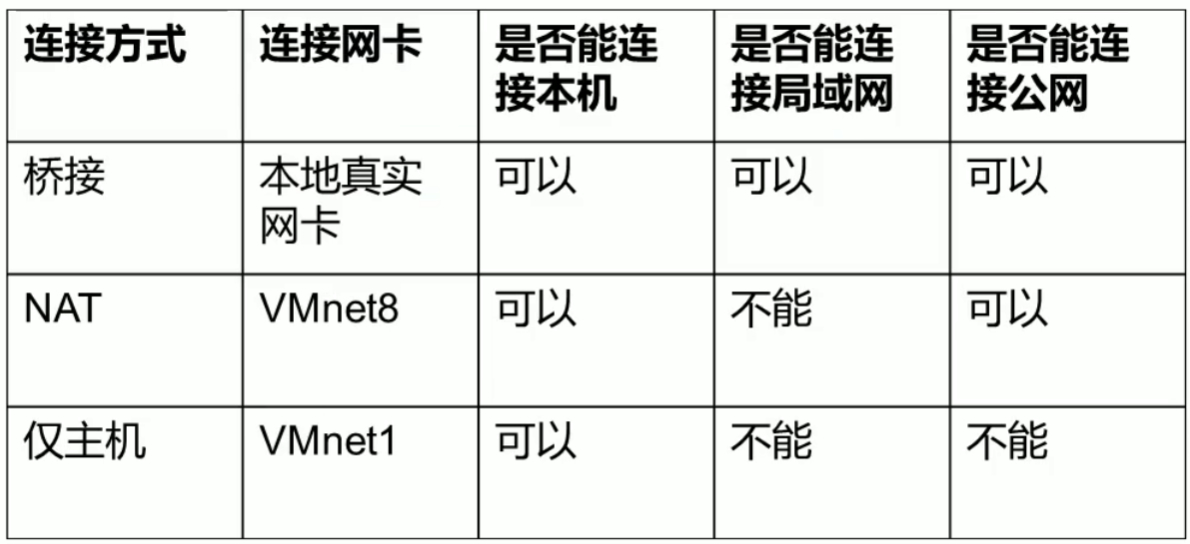 连接方式
连接网卡
是否能连
接本机
是否能连
接局域网
是否能连
接公网
桥接
本地真实
网卡
可以
可以
可以
NAT
VMnet8
可以
不能
可以
仅主机
VMnet1
可以
不能
不能